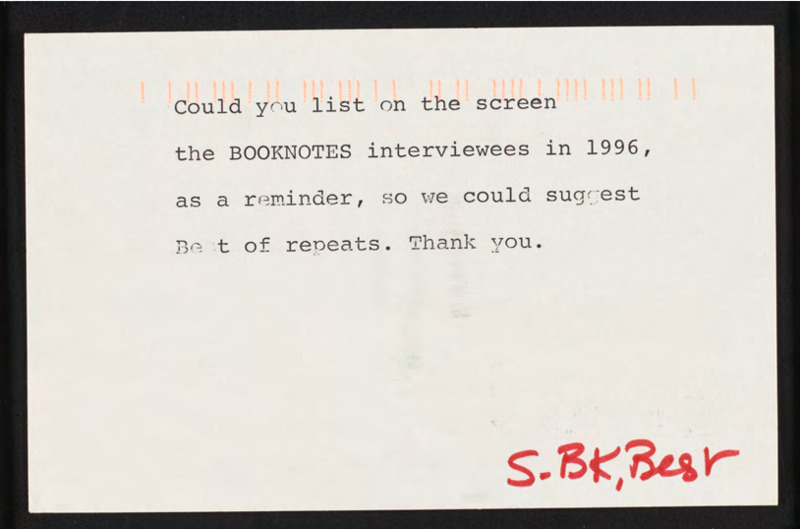 Could you list on the screen
the BOOKNOTES interviewees in 1996,
as a reminder, so we could suggest
Best of repeats. Thank you.
S-BK, Best